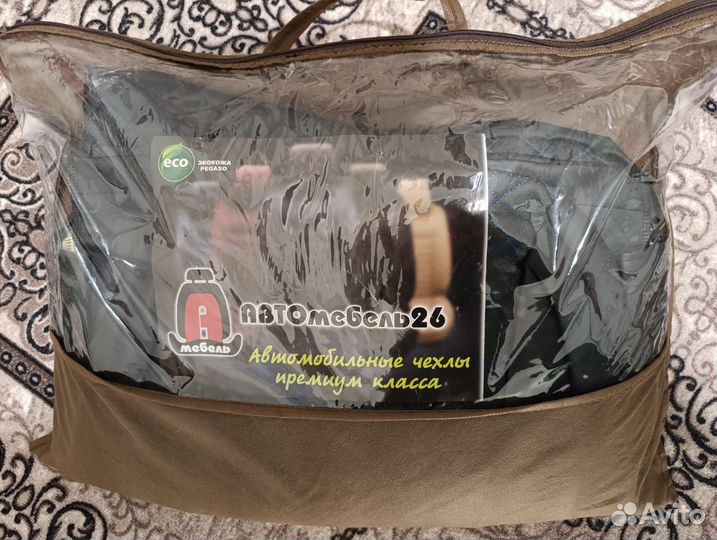 eco
ЭКОКОЖА
PEGASO
А
мебель
АВТОмебель26
Автомобильные чехлы
премиум класса
Avito